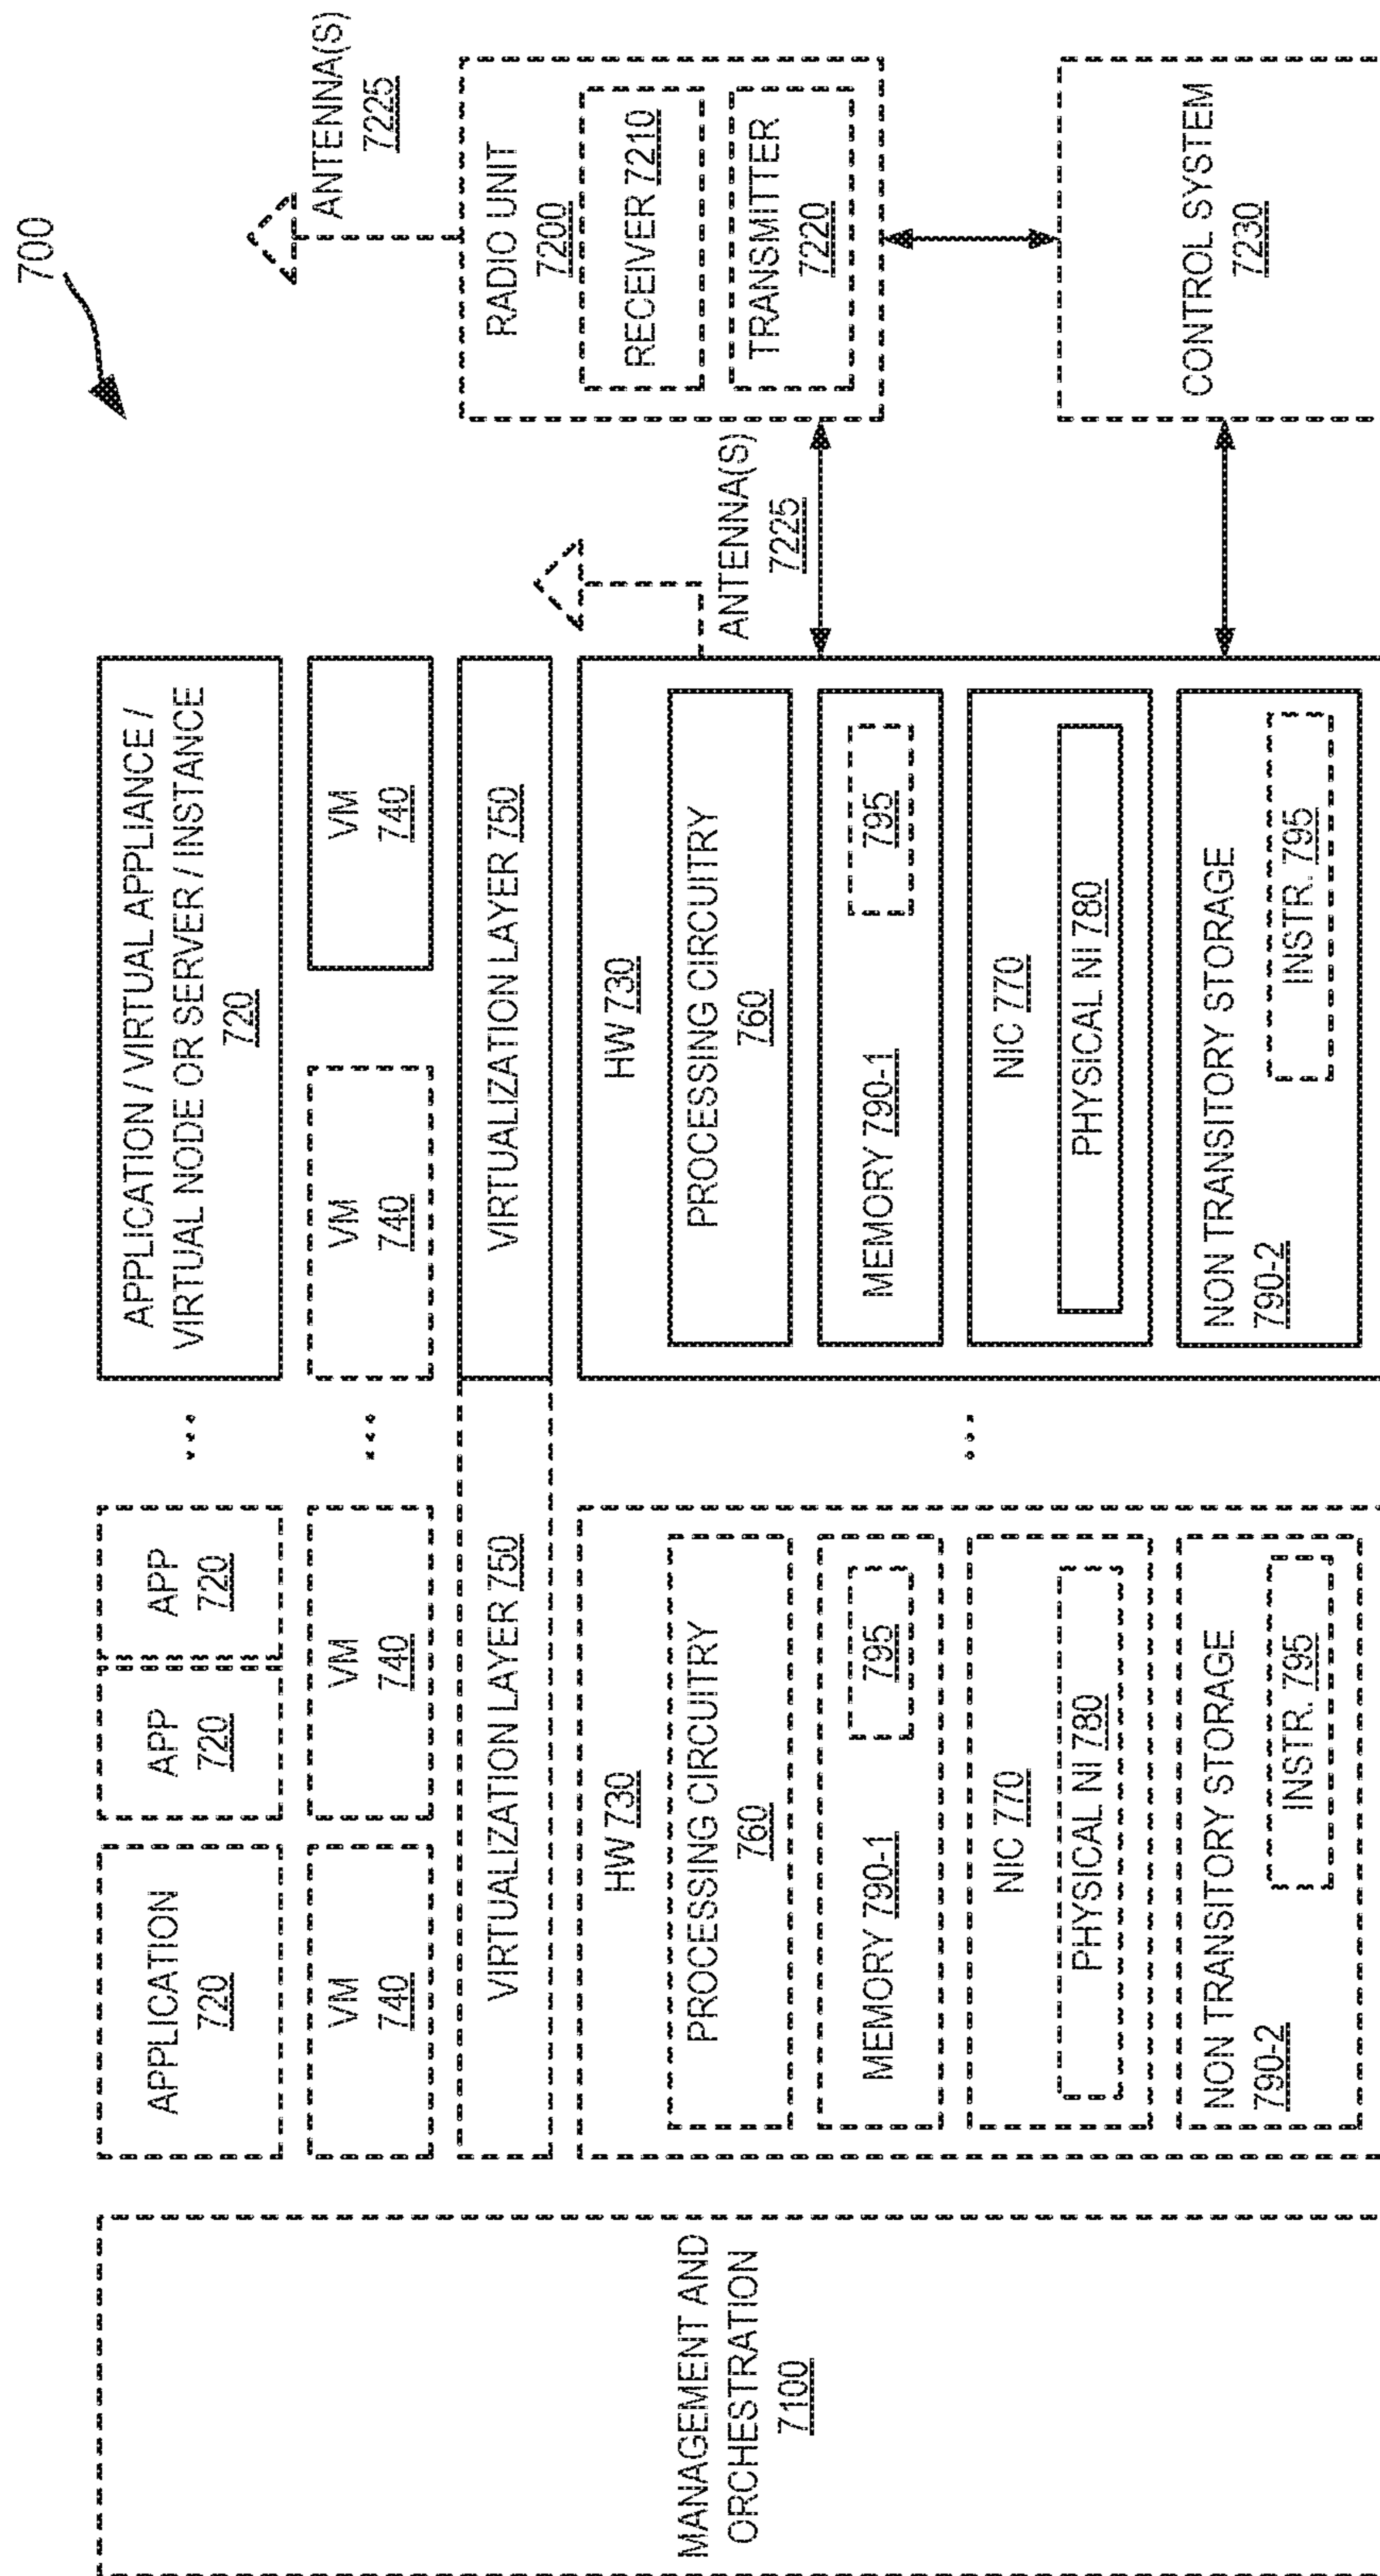 700
MANAGEMENT AND
ORCHESTRATION
7100
APPLICATION
720
APP
720
APP
720
...
APPLICATION / VIRTUAL APPLIANCE /
VIRTUAL NODE OR SERVER / INSTANCE
720
VM
740
VM
740
...
VM
740
VM
740
VIRTUALIZATION LAYER 750
VIRTUALIZATION LAYER 750
HW 730
PROCESSING CIRCUITRY
760
MEMORY 790-1
795
NIC 770
PHYSICAL NI 780
NON TRANSITORY STORAGE
790-2
INSTR. 795
...
HW 730
PROCESSING CIRCUITRY
760
MEMORY 790-1
795
NIC 770
PHYSICAL NI 780
NON TRANSITORY STORAGE
790-2
INSTR. 795
ANTENNA(S)
7225
ANTENNA(S)
7225
RADIO UNIT
7200
RECEIVER 7210
TRANSMITTER
7220
CONTROL SYSTEM
7230